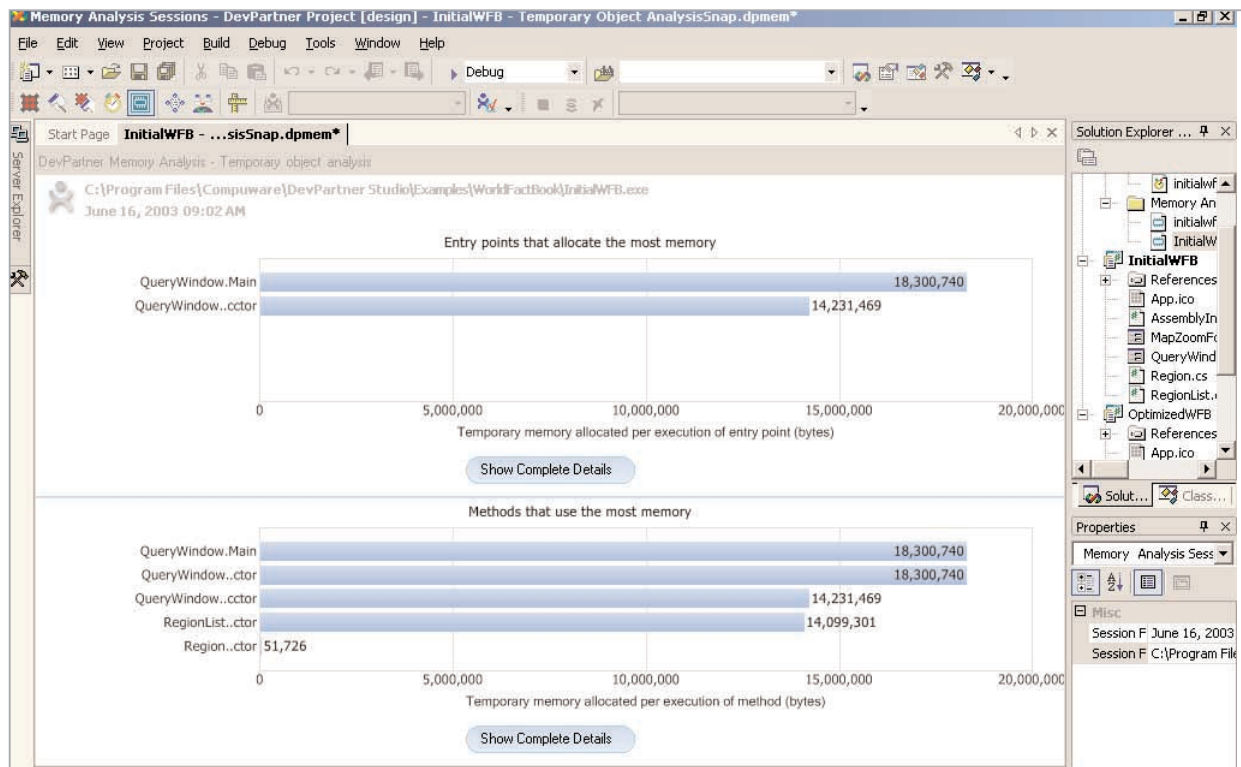 Memory Analysis Sessions - DevPartner Project [design] - InitialWFB - Temporary Object AnalysisSnap.dpmem*
File Edit View Project Build Debug Tools Window Help
Debug
Start Page InitialWFB - ...sisSnap.dpmem*
Server Explorer
DevPartner Memory Analysis - Temporary object analysis
C:\Program Files\Compuware\DevPartner Studio\Examples\WorldFactBook\InitialWFB.exe
June 16, 2003 09:02 AM
Entry points that allocate the most memory
QueryWindow.Main 18,300,740
QueryWindow..cctor 14,231,469
0 5,000,000 10,000,000 15,000,000 20,000,000
Temporary memory allocated per execution of entry point (bytes)
Show Complete Details
Methods that use the most memory
QueryWindow.Main 18,300,740
QueryWindow..ctor 18,300,740
QueryWindow..cctor 14,231,469
RegionList..ctor 14,099,301
Region..ctor 51,726
0 5,000,000 10,000,000 15,000,000 20,000,000
Temporary memory allocated per execution of method (bytes)
Show Complete Details
Solution Explorer ...
initialwf
Memory An
initialwf
InitialW
InitialWFB
References
App.ico
AssemblyIn
MapZoomFo
QueryWind
Region.cs
RegionList.
OptimizedWFB
References
App.ico
Solut... Class...
Properties
Memory Analysis Sess
Misc
Session F June 16, 2003
Session F C:\Program File